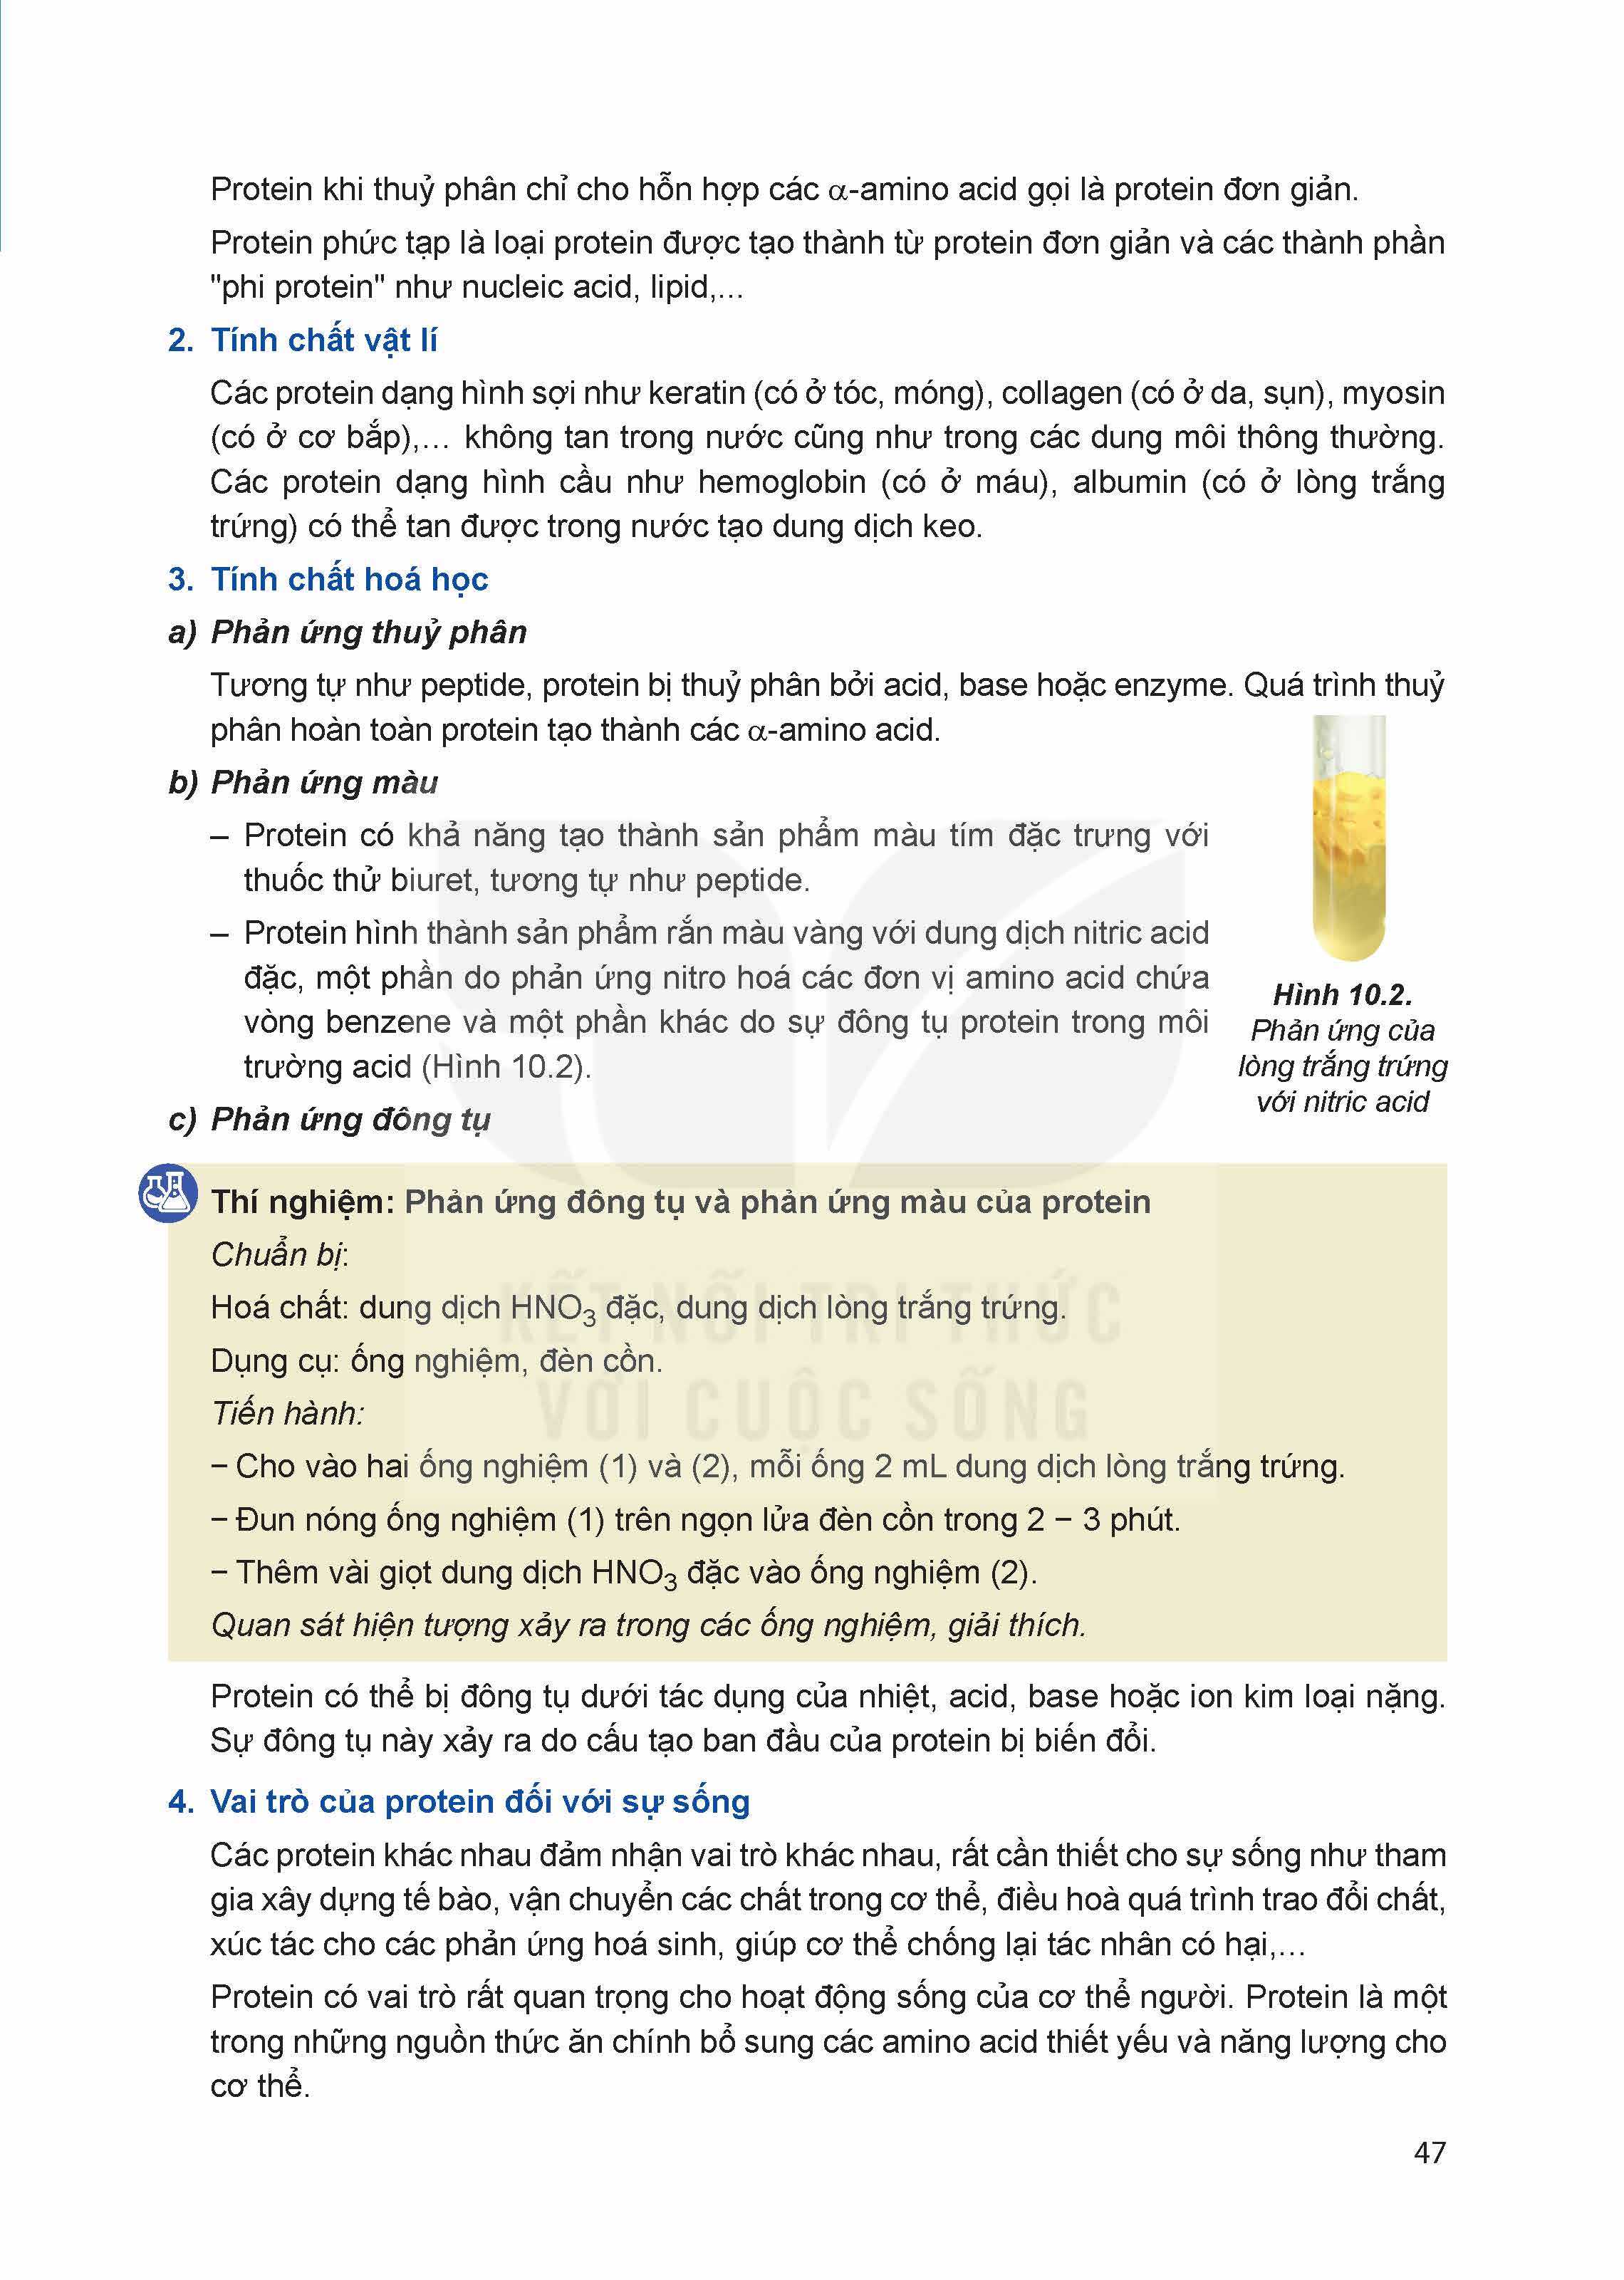 Protein khi thuỷ phân chỉ cho hỗn hợp các α-amino acid gọi là protein đơn giản.
Protein phức tạp là loại protein được tạo thành từ protein đơn giản và các thành phần
"phi protein" như nucleic acid, lipid,...
2. Tính chất vật lí
Các protein dạng hình sợi như keratin (có ở tóc, móng), collagen (có ở da, sụn), myosin
(có ở cơ bắp),... không tan trong nước cũng như trong các dung môi thông thường.
Các protein dạng hình cầu như hemoglobin (có ở máu), albumin (có ở lòng trắng
trứng) có thể tan được trong nước tạo dung dịch keo.
3. Tính chất hoá học
a) Phản ứng thuỷ phân
Tương tự như peptide, protein bị thuỷ phân bởi acid, base hoặc enzyme. Quá trình thuỷ
phân hoàn toàn protein tạo thành các α-amino acid.
b) Phản ứng màu
– Protein có khả năng tạo thành sản phẩm màu tím đặc trưng với
thuốc thử biuret, tương tự như peptide.
– Protein hình thành sản phẩm rắn màu vàng với dung dịch nitric acid
đặc, một phần do phản ứng nitro hoá các đơn vị amino acid chứa
vòng benzene và một phần khác do sự đông tụ protein trong môi
trường acid (Hình 10.2).
Hình 10.2.
Phản ứng của
lòng trắng trứng
với nitric acid
c) Phản ứng đông tụ
Thí nghiệm: Phản ứng đông tụ và phản ứng màu của protein
Chuẩn bị:
Hoá chất: dung dịch HNO₃ đặc, dung dịch lòng trắng trứng.
Dụng cụ: ống nghiệm, đèn cồn.
Tiến hành:
– Cho vào hai ống nghiệm (1) và (2), mỗi ống 2 mL dung dịch lòng trắng trứng.
– Đun nóng ống nghiệm (1) trên ngọn lửa đèn cồn trong 2 – 3 phút.
– Thêm vài giọt dung dịch HNO₃ đặc vào ống nghiệm (2).
Quan sát hiện tượng xảy ra trong các ống nghiệm, giải thích.
KẾT NỐI TRI THỨC
VỚI CUỘC SỐNG
Protein có thể bị đông tụ dưới tác dụng của nhiệt, acid, base hoặc ion kim loại nặng.
Sự đông tụ này xảy ra do cấu tạo ban đầu của protein bị biến đổi.
4. Vai trò của protein đối với sự sống
Các protein khác nhau đảm nhận vai trò khác nhau, rất cần thiết cho sự sống như tham
gia xây dựng tế bào, vận chuyển các chất trong cơ thể, điều hoà quá trình trao đổi chất,
xúc tác cho các phản ứng hoá sinh, giúp cơ thể chống lại tác nhân có hại,...
Protein có vai trò rất quan trọng cho hoạt động sống của cơ thể người. Protein là một
trong những nguồn thức ăn chính bổ sung các amino acid thiết yếu và năng lượng cho
cơ thể.
47